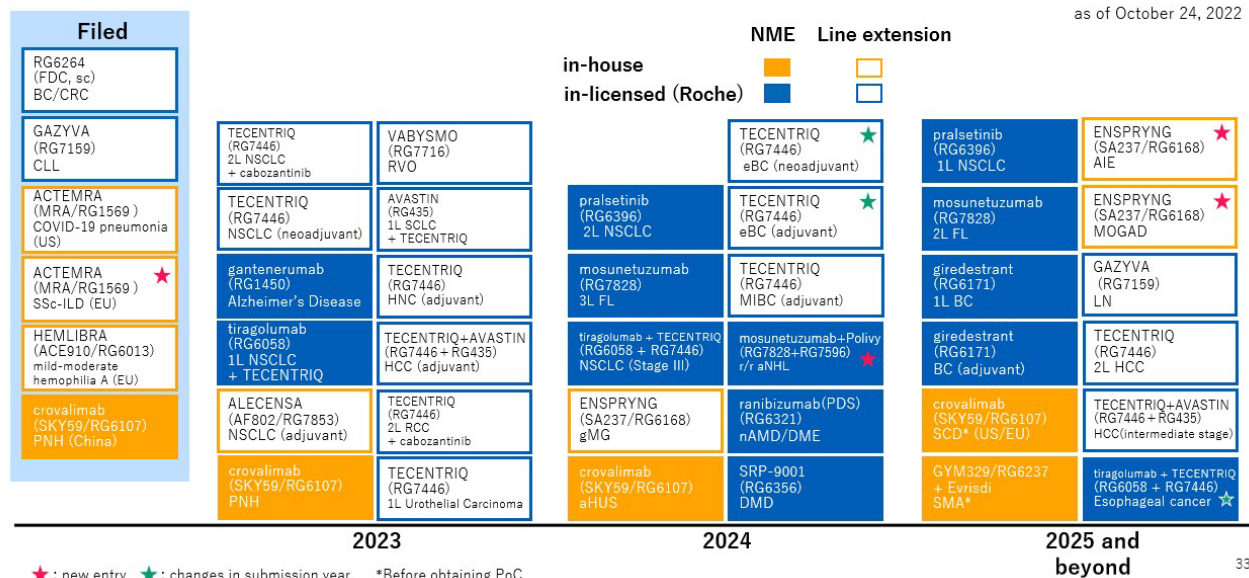 as of October 24, 2022
Filed
NME Line extension
in-house
in-licensed (Roche)
RG6264
(FDC, sc)
BC/CRC
GAZYVA
(RG7159)
CLL
ACTEMRA
(MRA/RG1569 )
COVID-19 pneumonia
(US)
ACTEMRA
(MRA/RG1569 )
SSc-ILD (EU)
HEMLIBRA
(ACE910/RG6013)
mild-moderate
hemophilia A (EU)
crovalimab
(SKY59/RG6107)
PNH (China)
TECENTRIQ
(RG7446)
2L NSCLC
+ cabozantinib
TECENTRIQ
(RG7446)
NSCLC (neoadjuvant)
gantenerumab
(RG1450)
Alzheimer's Disease
tiragolumab
(RG6058)
1L NSCLC
+ TECENTRIQ
ALECENSA
(AF802/RG7853)
NSCLC (adjuvant)
crovalimab
(SKY59/RG6107)
PNH
VABYSMO
(RG7716)
RVO
AVASTIN
(RG435)
1L SCLC
+ TECENTRIQ
TECENTRIQ
(RG7446)
HNC (adjuvant)
TECENTRIQ+AVASTIN
(RG7446+RG435)
HCC (adjuvant)
TECENTRIQ
(RG7446)
2L RCC
+ cabozantinib
TECENTRIQ
(RG7446)
1L Urothelial Carcinoma
2023
pralsetinib
(RG6396)
2L NSCLC
mosunetuzumab
(RG7828)
3L FL
tiragolumab + TECENTRIQ
(RG6058 + RG7446)
NSCLC (Stage III)
ENSPRYNG
(SA237/RG6168)
gMG
crovalimab
(SKY59/RG6107)
aHUS
TECENTRIQ
(RG7446)
eBC (neoadjuvant)
TECENTRIQ
(RG7446)
eBC (adjuvant)
TECENTRIQ
(RG7446)
MIBC (adjuvant)
mosunetuzumab+Polivy
(RG7828+RG7596)
r/r aNHL
ranibizumab(PDS)
(RG6321)
nAMD/DME
SRP-9001
(RG6356)
DMD
2024
pralsetinib
(RG6396)
1L NSCLC
mosunetuzumab
(RG7828)
2L FL
giredestrant
(RG6171)
1L BC
giredestrant
(RG6171)
BC (adjuvant)
crovalimab
(SKY59/RG6107)
SCD* (US/EU)
GYM329/RG6237
+ Evrisdi
SMA*
ENSPRYNG
(SA237/RG6168)
AIE
ENSPRYNG
(SA237/RG6168)
MOGAD
GAZYVA
(RG7159)
LN
TECENTRIQ
(RG7446)
2L HCC
TECENTRIQ+AVASTIN
(RG7446+RG435)
HCC(intermediate stage)
tiragolumab + TECENTRIQ
(RG6058 + RG7446)
Esophageal cancer
2025 and
beyond
★: new entry ★: changes in submission year *Before obtaining PoC
33